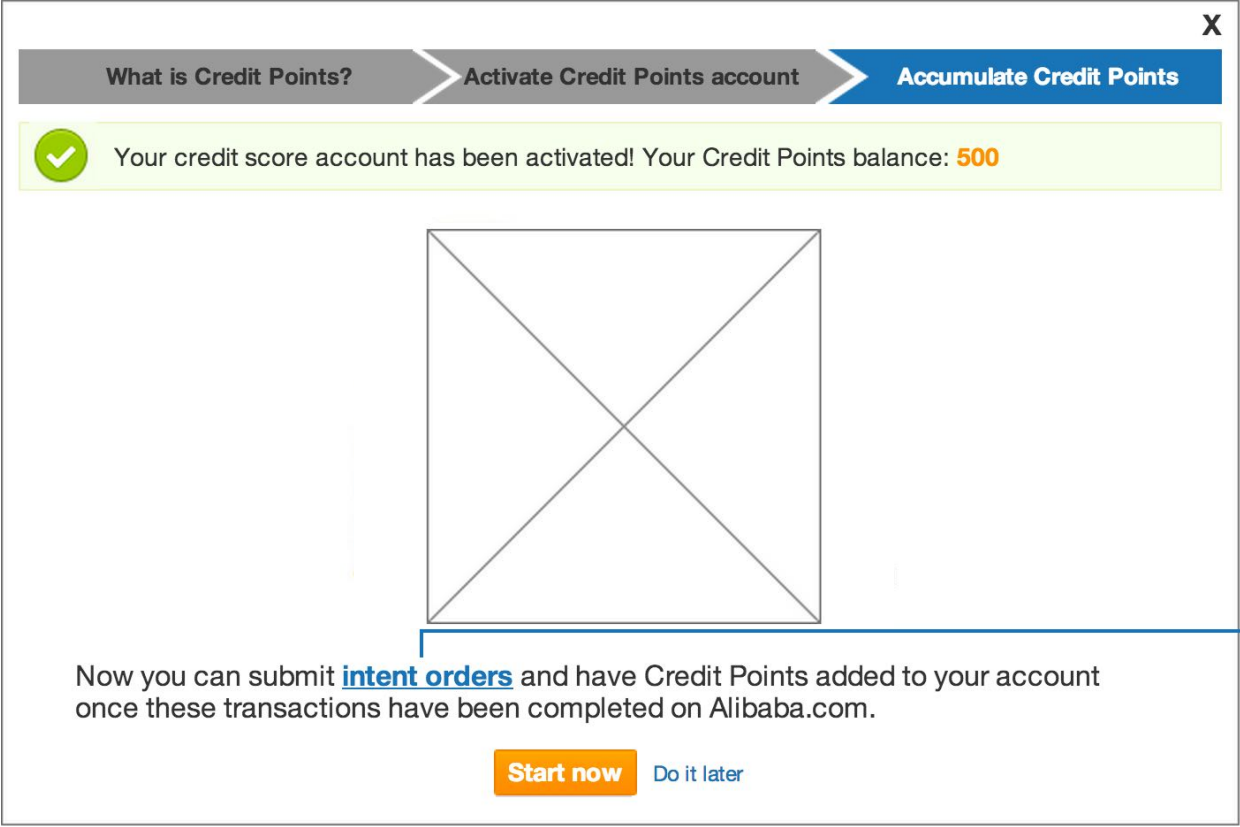 X
What is Credit Points?
Activate Credit Points account
Accumulate Credit Points
Your credit score account has been activated! Your Credit Points balance: 500
Now you can submit intent orders and have Credit Points added to your account
once these transactions have been completed on Alibaba.com.
Start now
Do it later